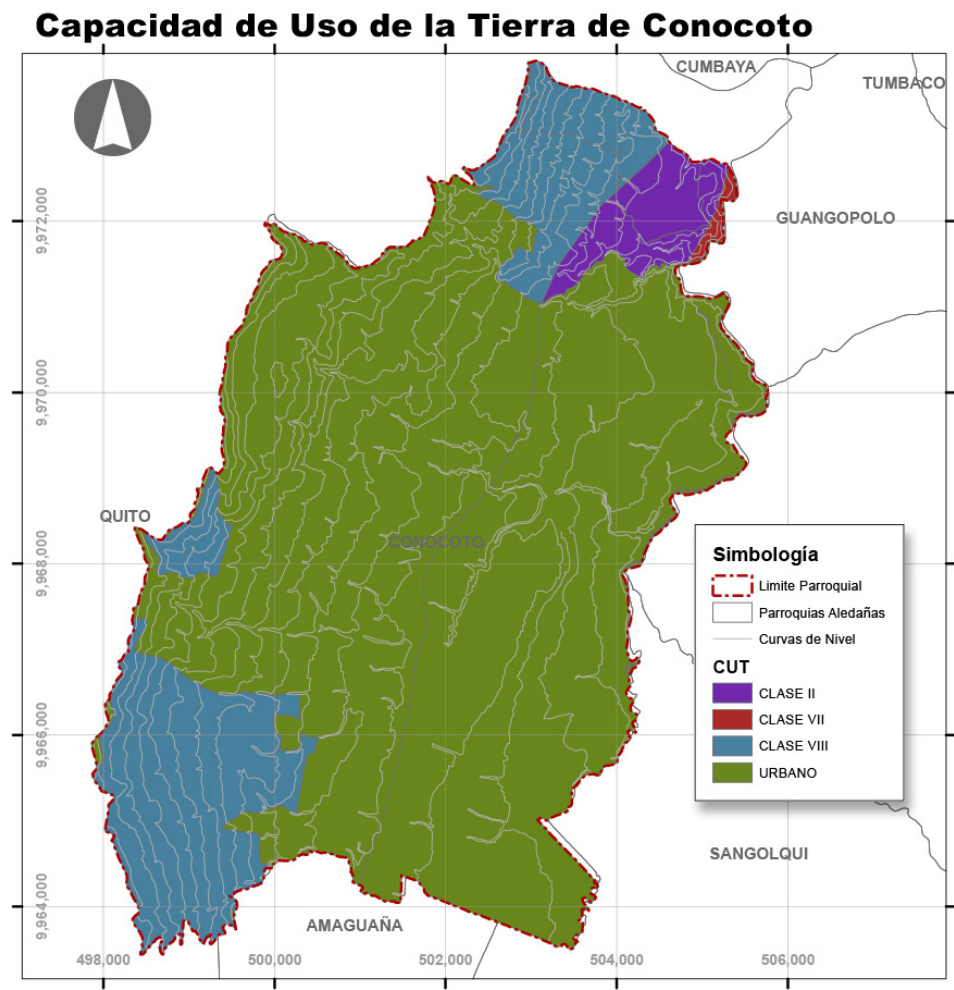 Capacidad de Uso de la Tierra de Conocoto
CUMBAYA
TUMBACO
9,972,000
GUANGOPOLO
9,970,000
QUITO
CONOCOTO
9,968,000
Simbología
Limite Parroquial
Parroquias Aledañas
Curvas de Nivel
CUT
CLASE II
CLASE VII
CLASE VIII
URBANO
9,966,000
SANGOLQUI
9,964,000
AMAGUAÑA
498,000
500,000
502,000
504,000
506,000